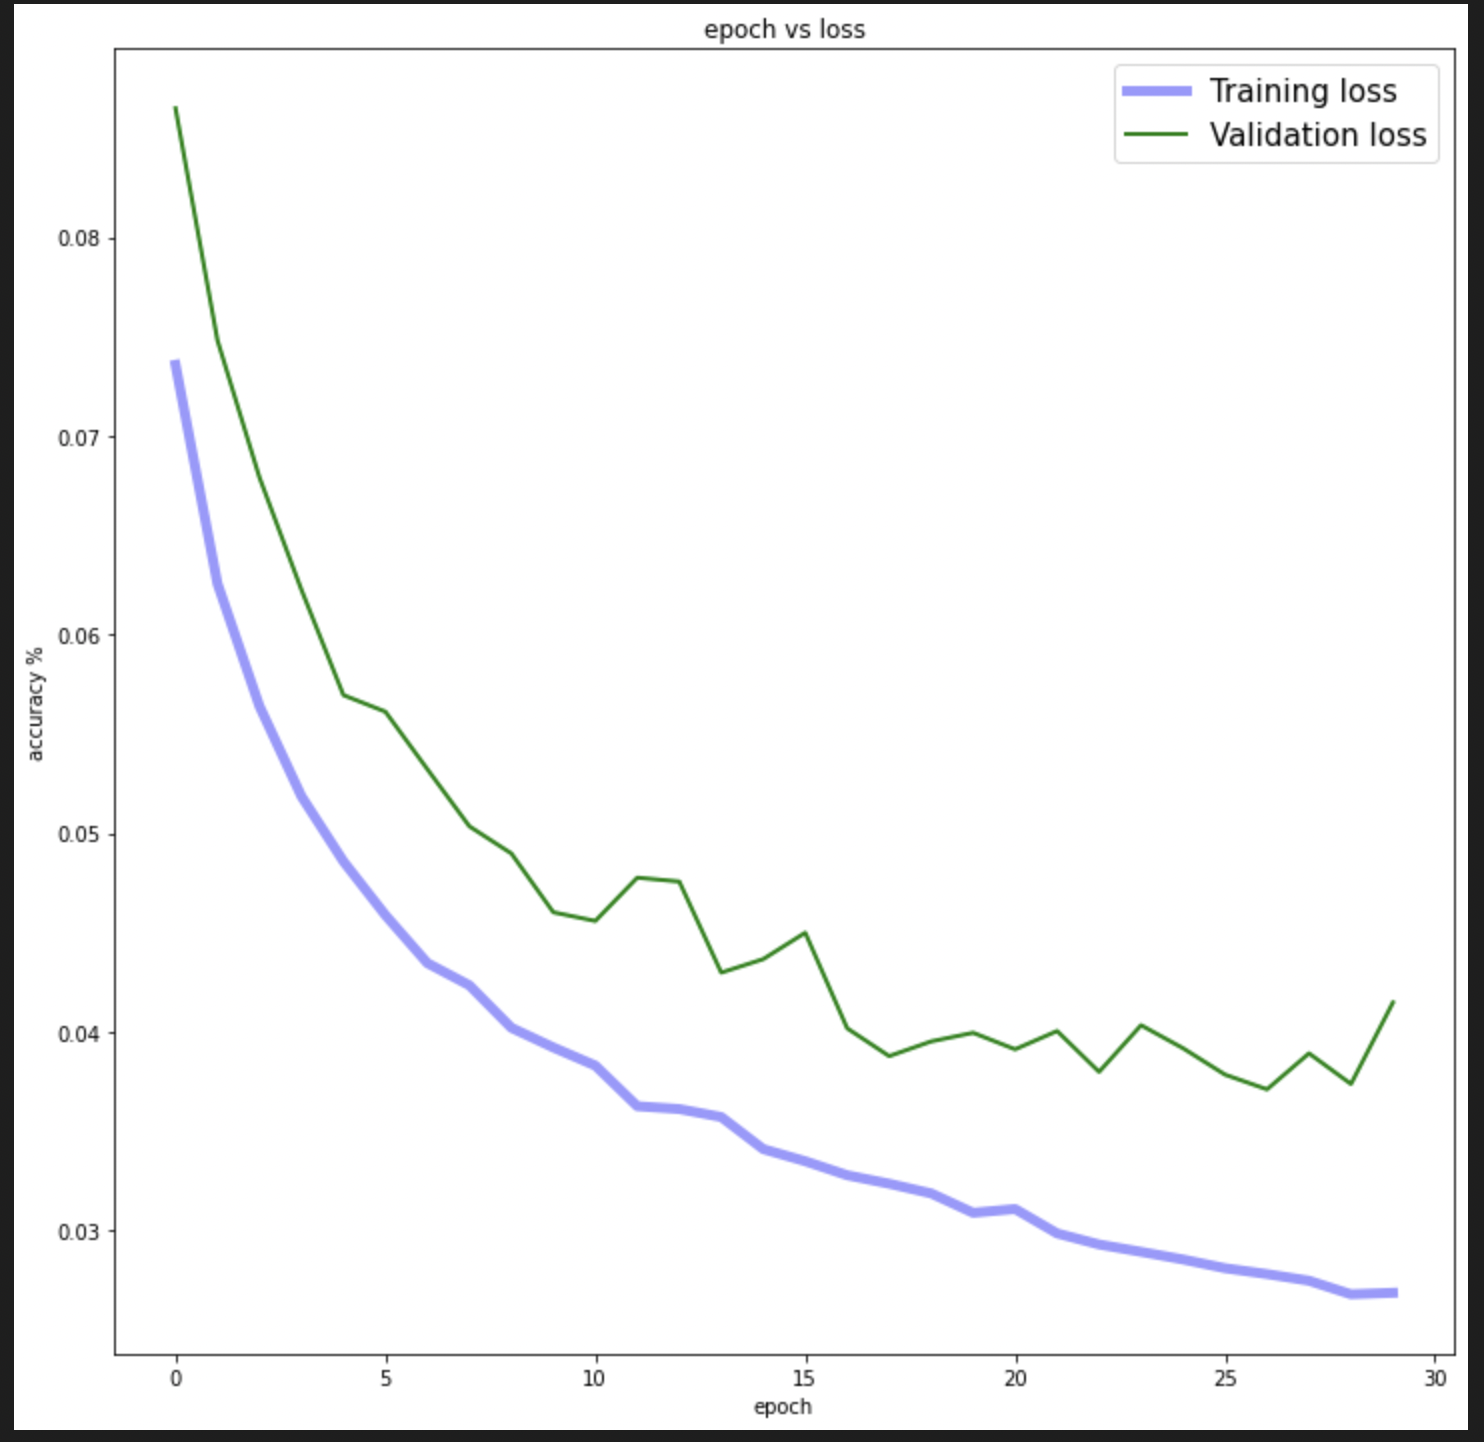 epoch vs loss
Training loss
Validation loss
0.08
0.07
0.06
0.05
0.04
0.03
accuracy %
0 5 10 15 20 25 30
epoch